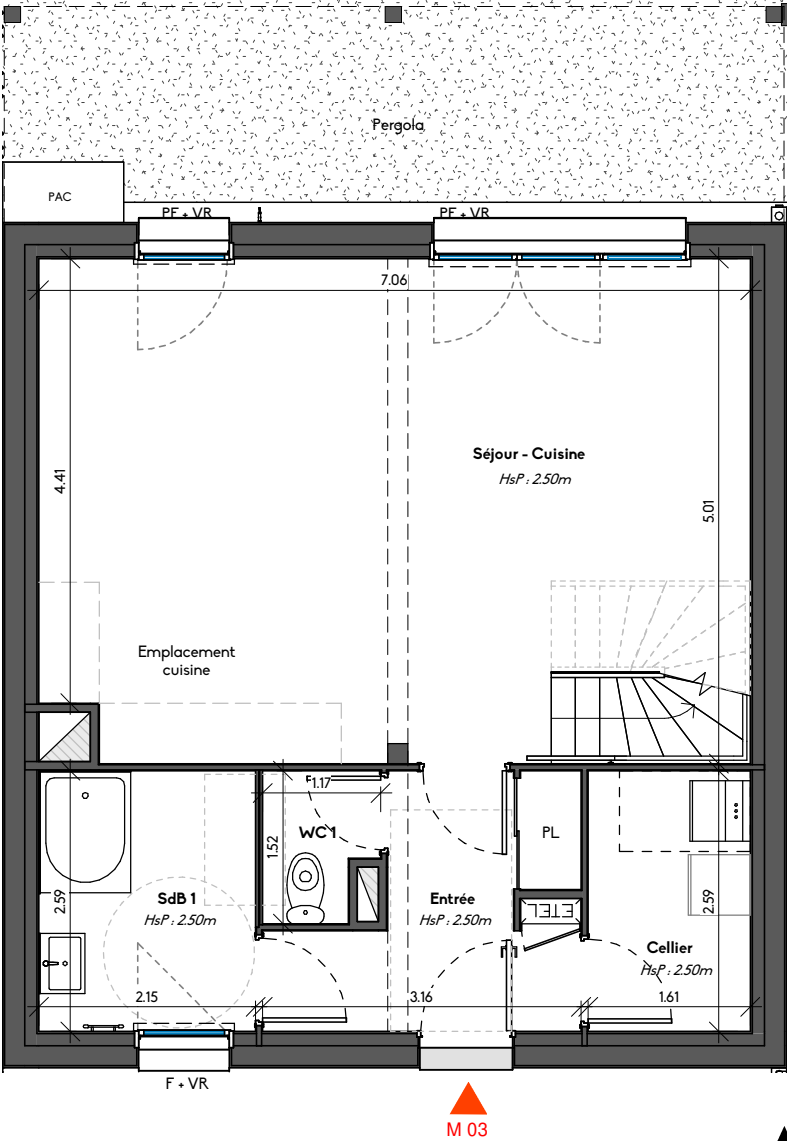 Pergola
PAC
PF + VR
PF + VR
7.06
4.41
Séjour - Cuisine
HsP : 2.50m
5.01
Emplacement
cuisine
1.17
WC 1
1.52
PL
2.59
SdB 1
HsP : 2.50m
Entrée
HsP : 2.50m
ETEL
2.59
Cellier
HsP : 2.50m
2.15
3.16
1.61
F + VR
M 03